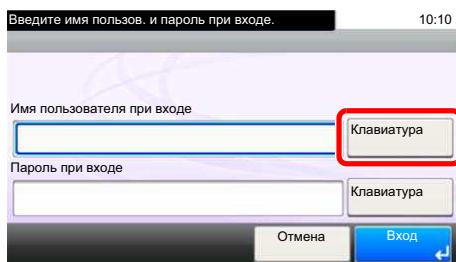 Введите имя пользов. и пароль при входе. 10:10
Имя пользователя при входе
Клавиатура
Пароль при входе
Клавиатура
Отмена Вход